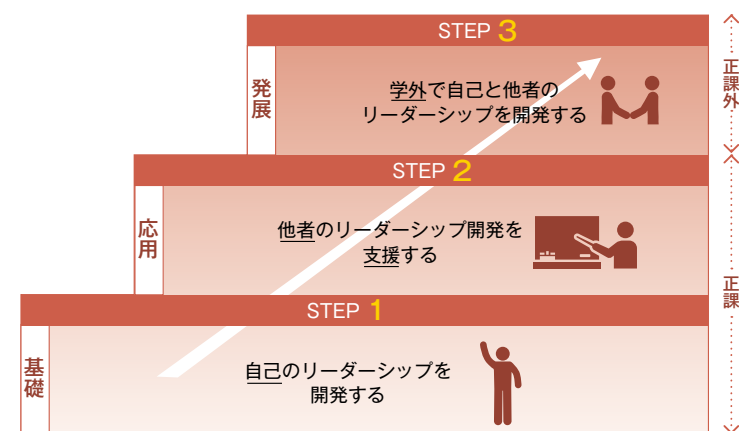 STEP 3
発展
学外で自己と他者の
リーダーシップを開発する
正課外
STEP 2
応用
他者のリーダーシップ開発を
支援する
正課
STEP 1
基礎
自己のリーダーシップを
開発する